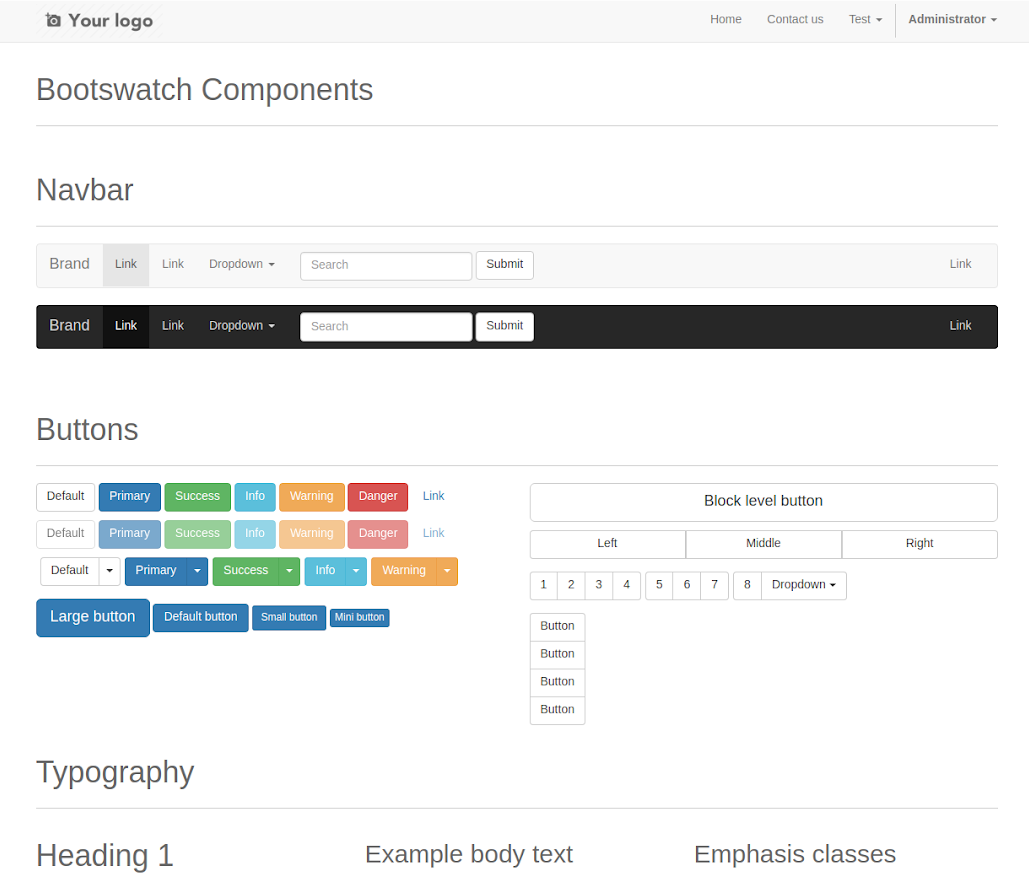 Your logo Home Contact us Test Administrator
Bootswatch Components
Navbar
Brand Link Link Dropdown Search Submit Link
Brand Link Link Dropdown Search Submit Link
Buttons
Default Primary Success Info Warning Danger Link
Default Primary Success Info Warning Danger Link
Default Primary Success Info Warning
Large button Default button Small button Mini button
Block level button
Left Middle Right
1 2 3 4 5 6 7 8 Dropdown
Button
Button
Button
Button
Typography
Heading 1 Example body text Emphasis classes